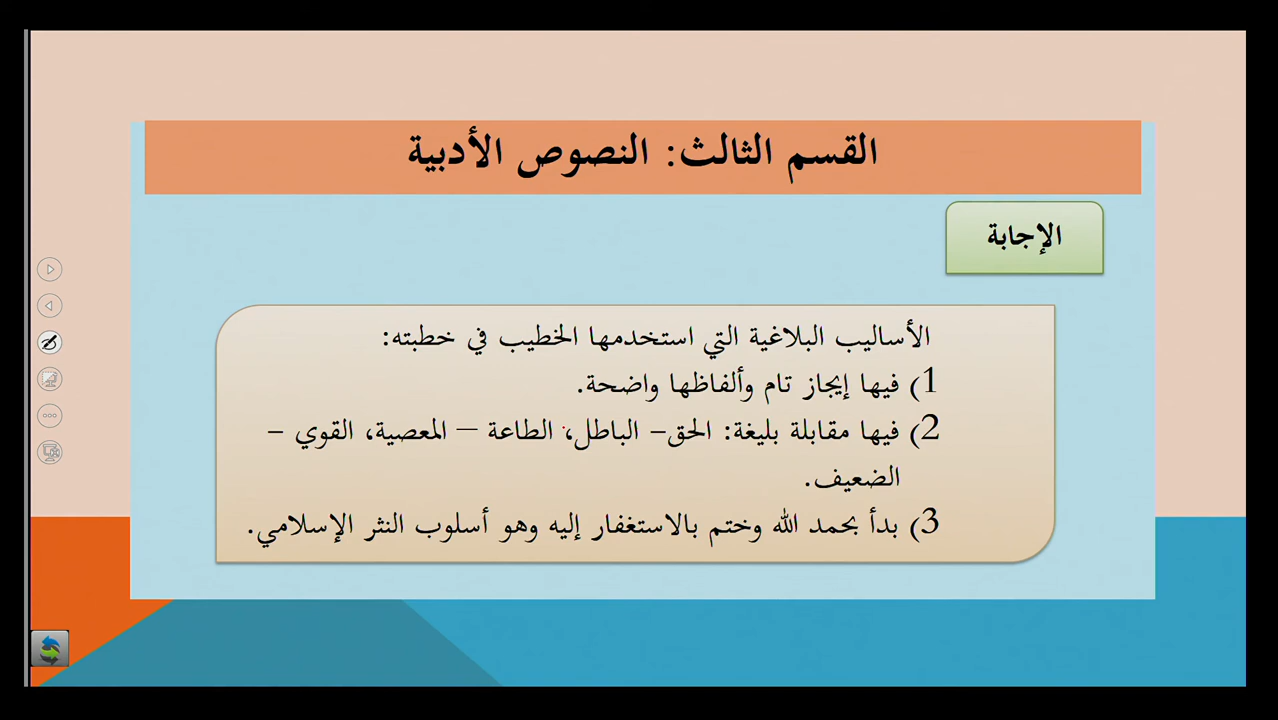 القسم الثالث: النصوص الأدبية
الإجابة
الأساليب البلاغية التي استخدمها الخطيب في خطبته:
1) فيها إيجاز تام وألفاظها واضحة.
2) فيها مقابلة بليغة: الحق– الباطل، الطاعة – المعصية، القوي –
الضعيف.
3) بدأ بحمد الله وختم بالاستغفار إليه وهو أسلوب النثر الإسلامي.